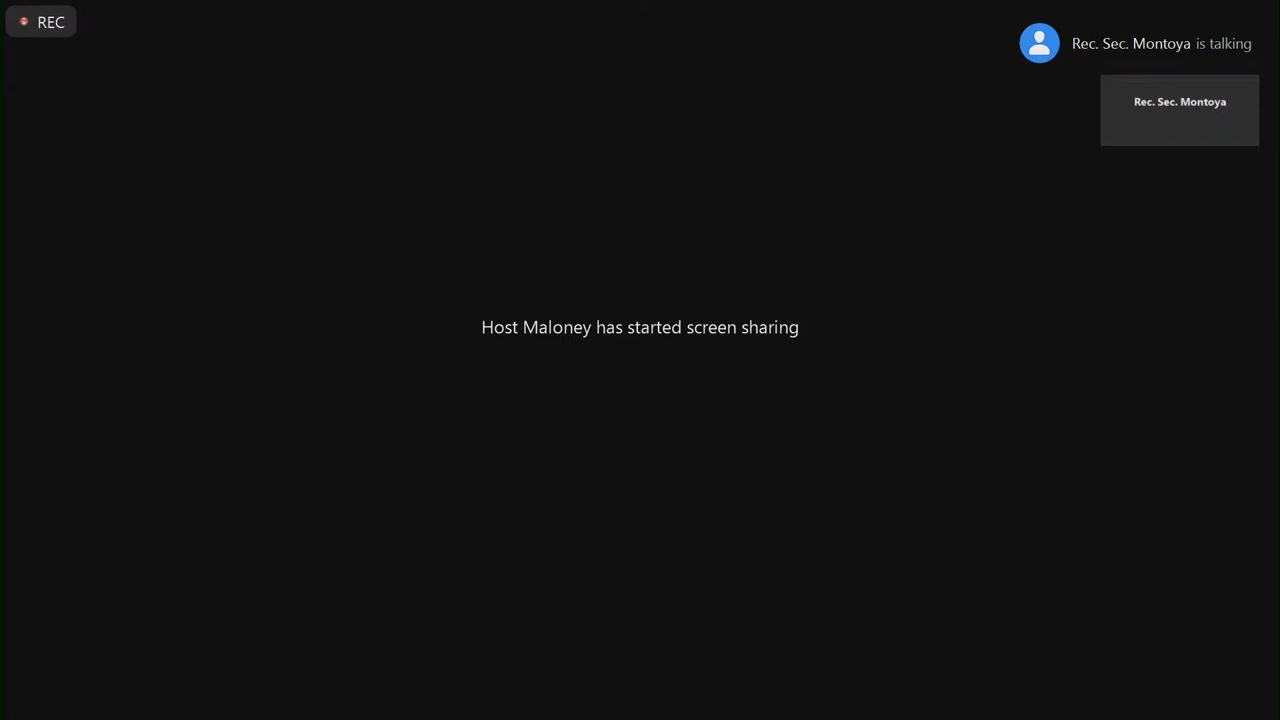 REC
Rec. Sec. Montoya is talking
Rec. Sec. Montoya
Host Maloney has started screen sharing